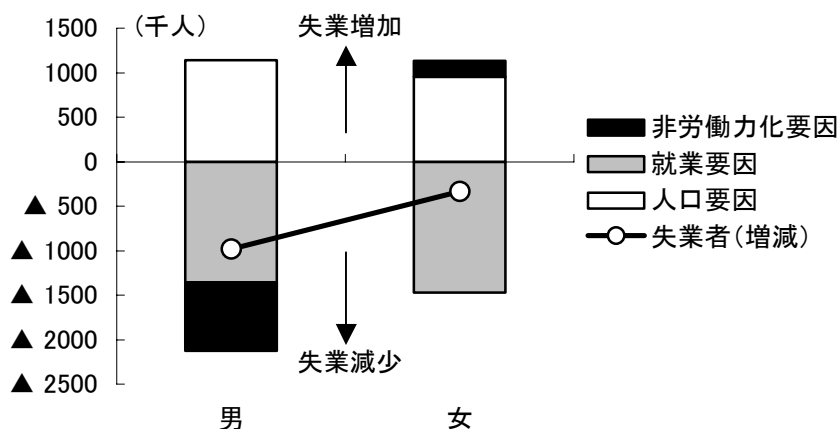 1500 (千人) 失業増加
1000
500
0
▲ 500
▲ 1000
▲ 1500
▲ 2000
▲ 2500
失業減少
男 女
非労働力化要因
就業要因
人口要因
失業者(増減)